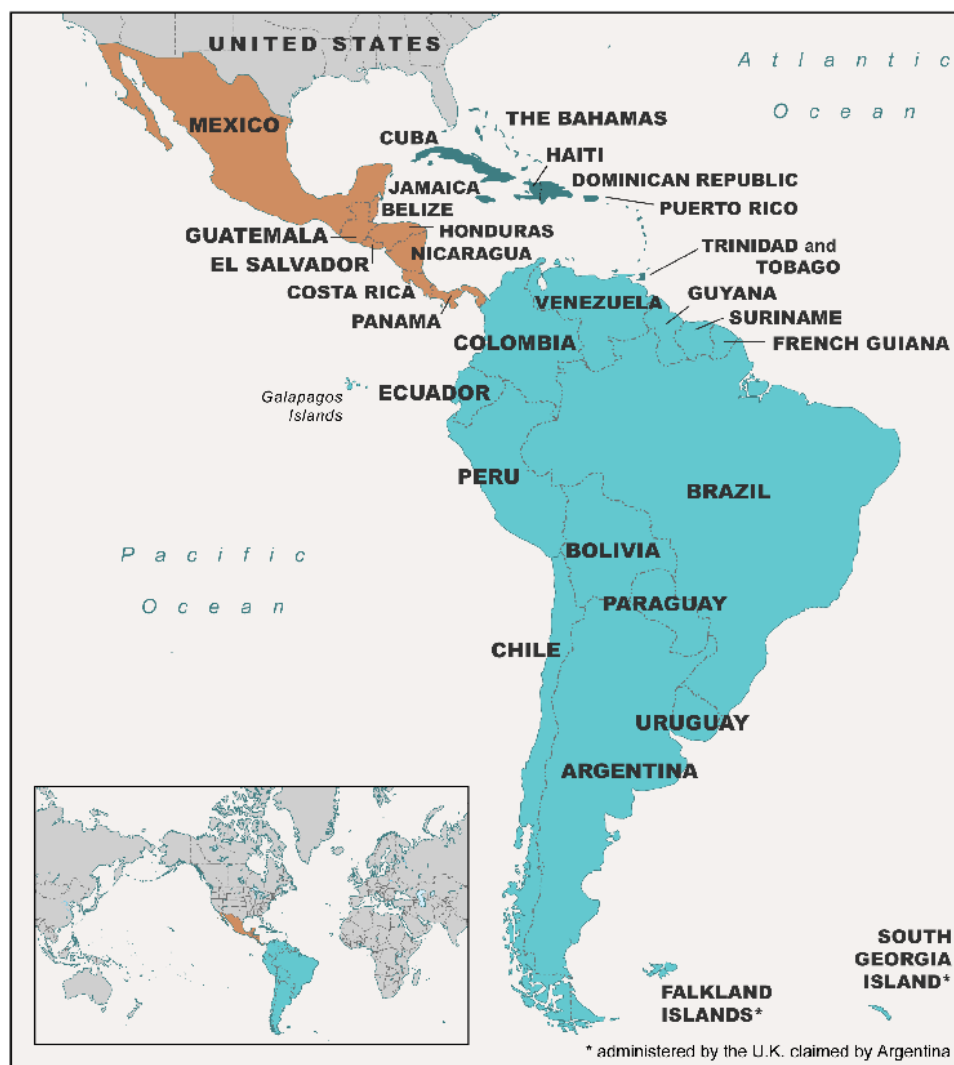 UNITED STATES
Atlantic
Ocean
MEXICO
THE BAHAMAS
CUBA
HAITI
DOMINICAN REPUBLIC
JAMAICA
BELIZE
PUERTO RICO
GUATEMALA
HONDURAS
NICARAGUA
TRINIDAD and
TOBAGO
EL SALVADOR
COSTA RICA
VENEZUELA
GUYANA
PANAMA
SURINAME
COLOMBIA
FRENCH GUIANA
Galapagos
Islands
ECUADOR
PERU
BRAZIL
Pacific
Ocean
BOLIVIA
PARAGUAY
CHILE
URUGUAY
ARGENTINA
SOUTH
GEORGIA
ISLAND*
FALKLAND
ISLANDS*
* administered by the U.K. claimed by Argentina